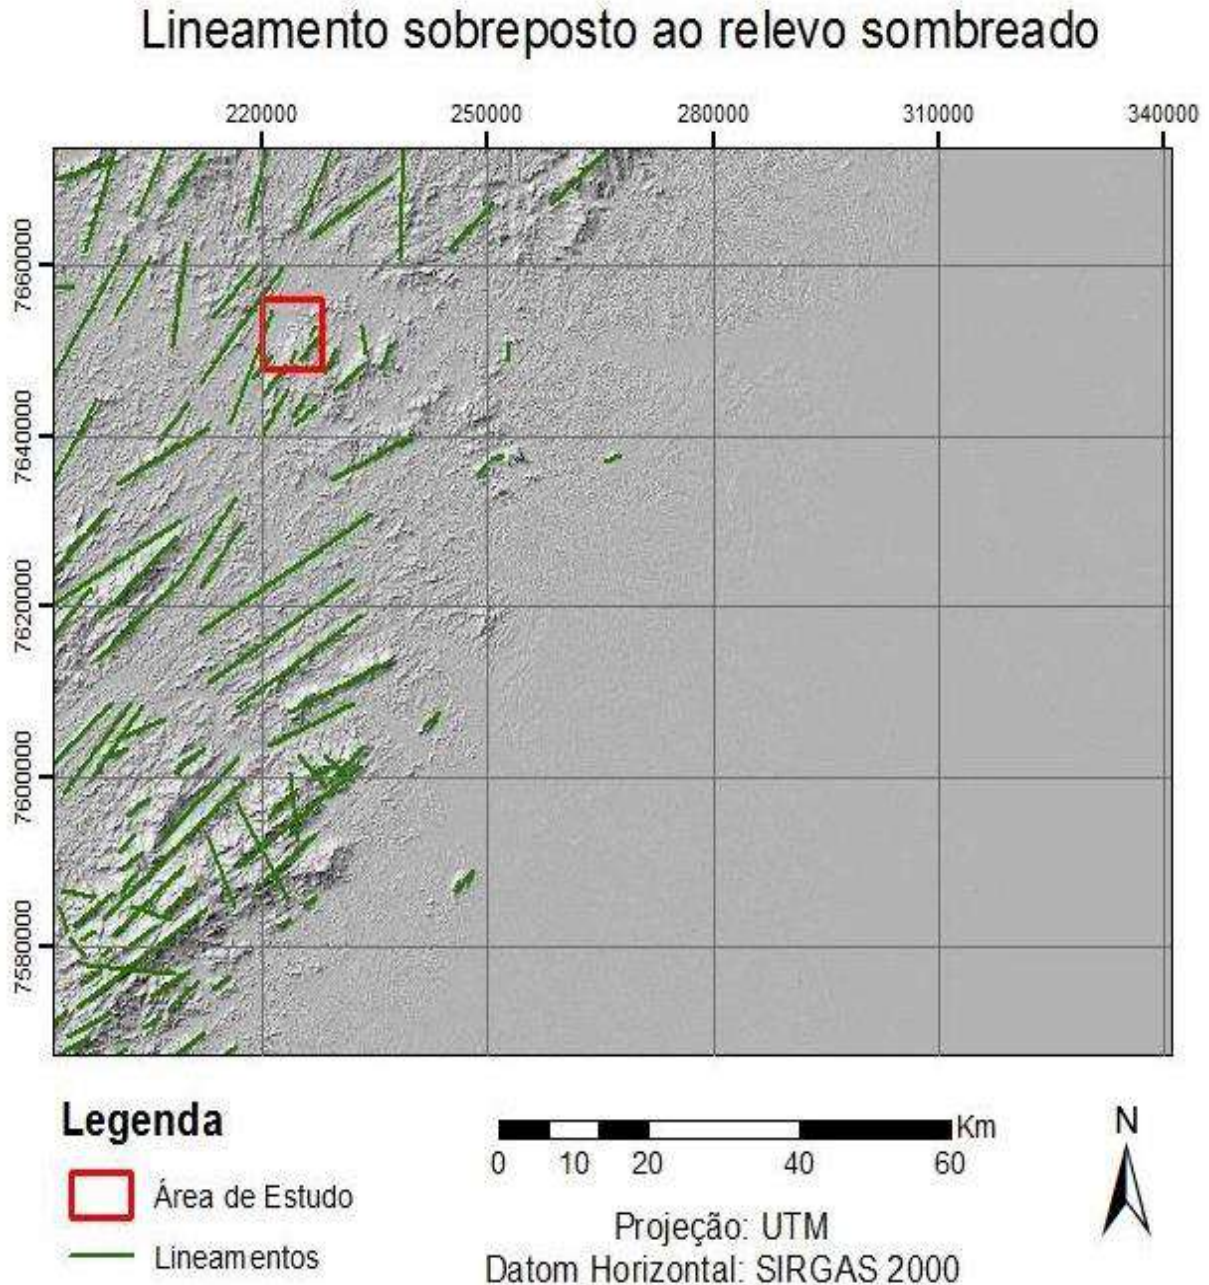 Lineamento sobreposto ao relevo sombreado
220000 250000 280000 310000 340000
7660000
7640000
7620000
7600000
7580000
Legenda
Área de Estudo
Lineamentos
Km
0 10 20 40 60
Projeção: UTM
Datom Horizontal: SIRGAS 2000
N